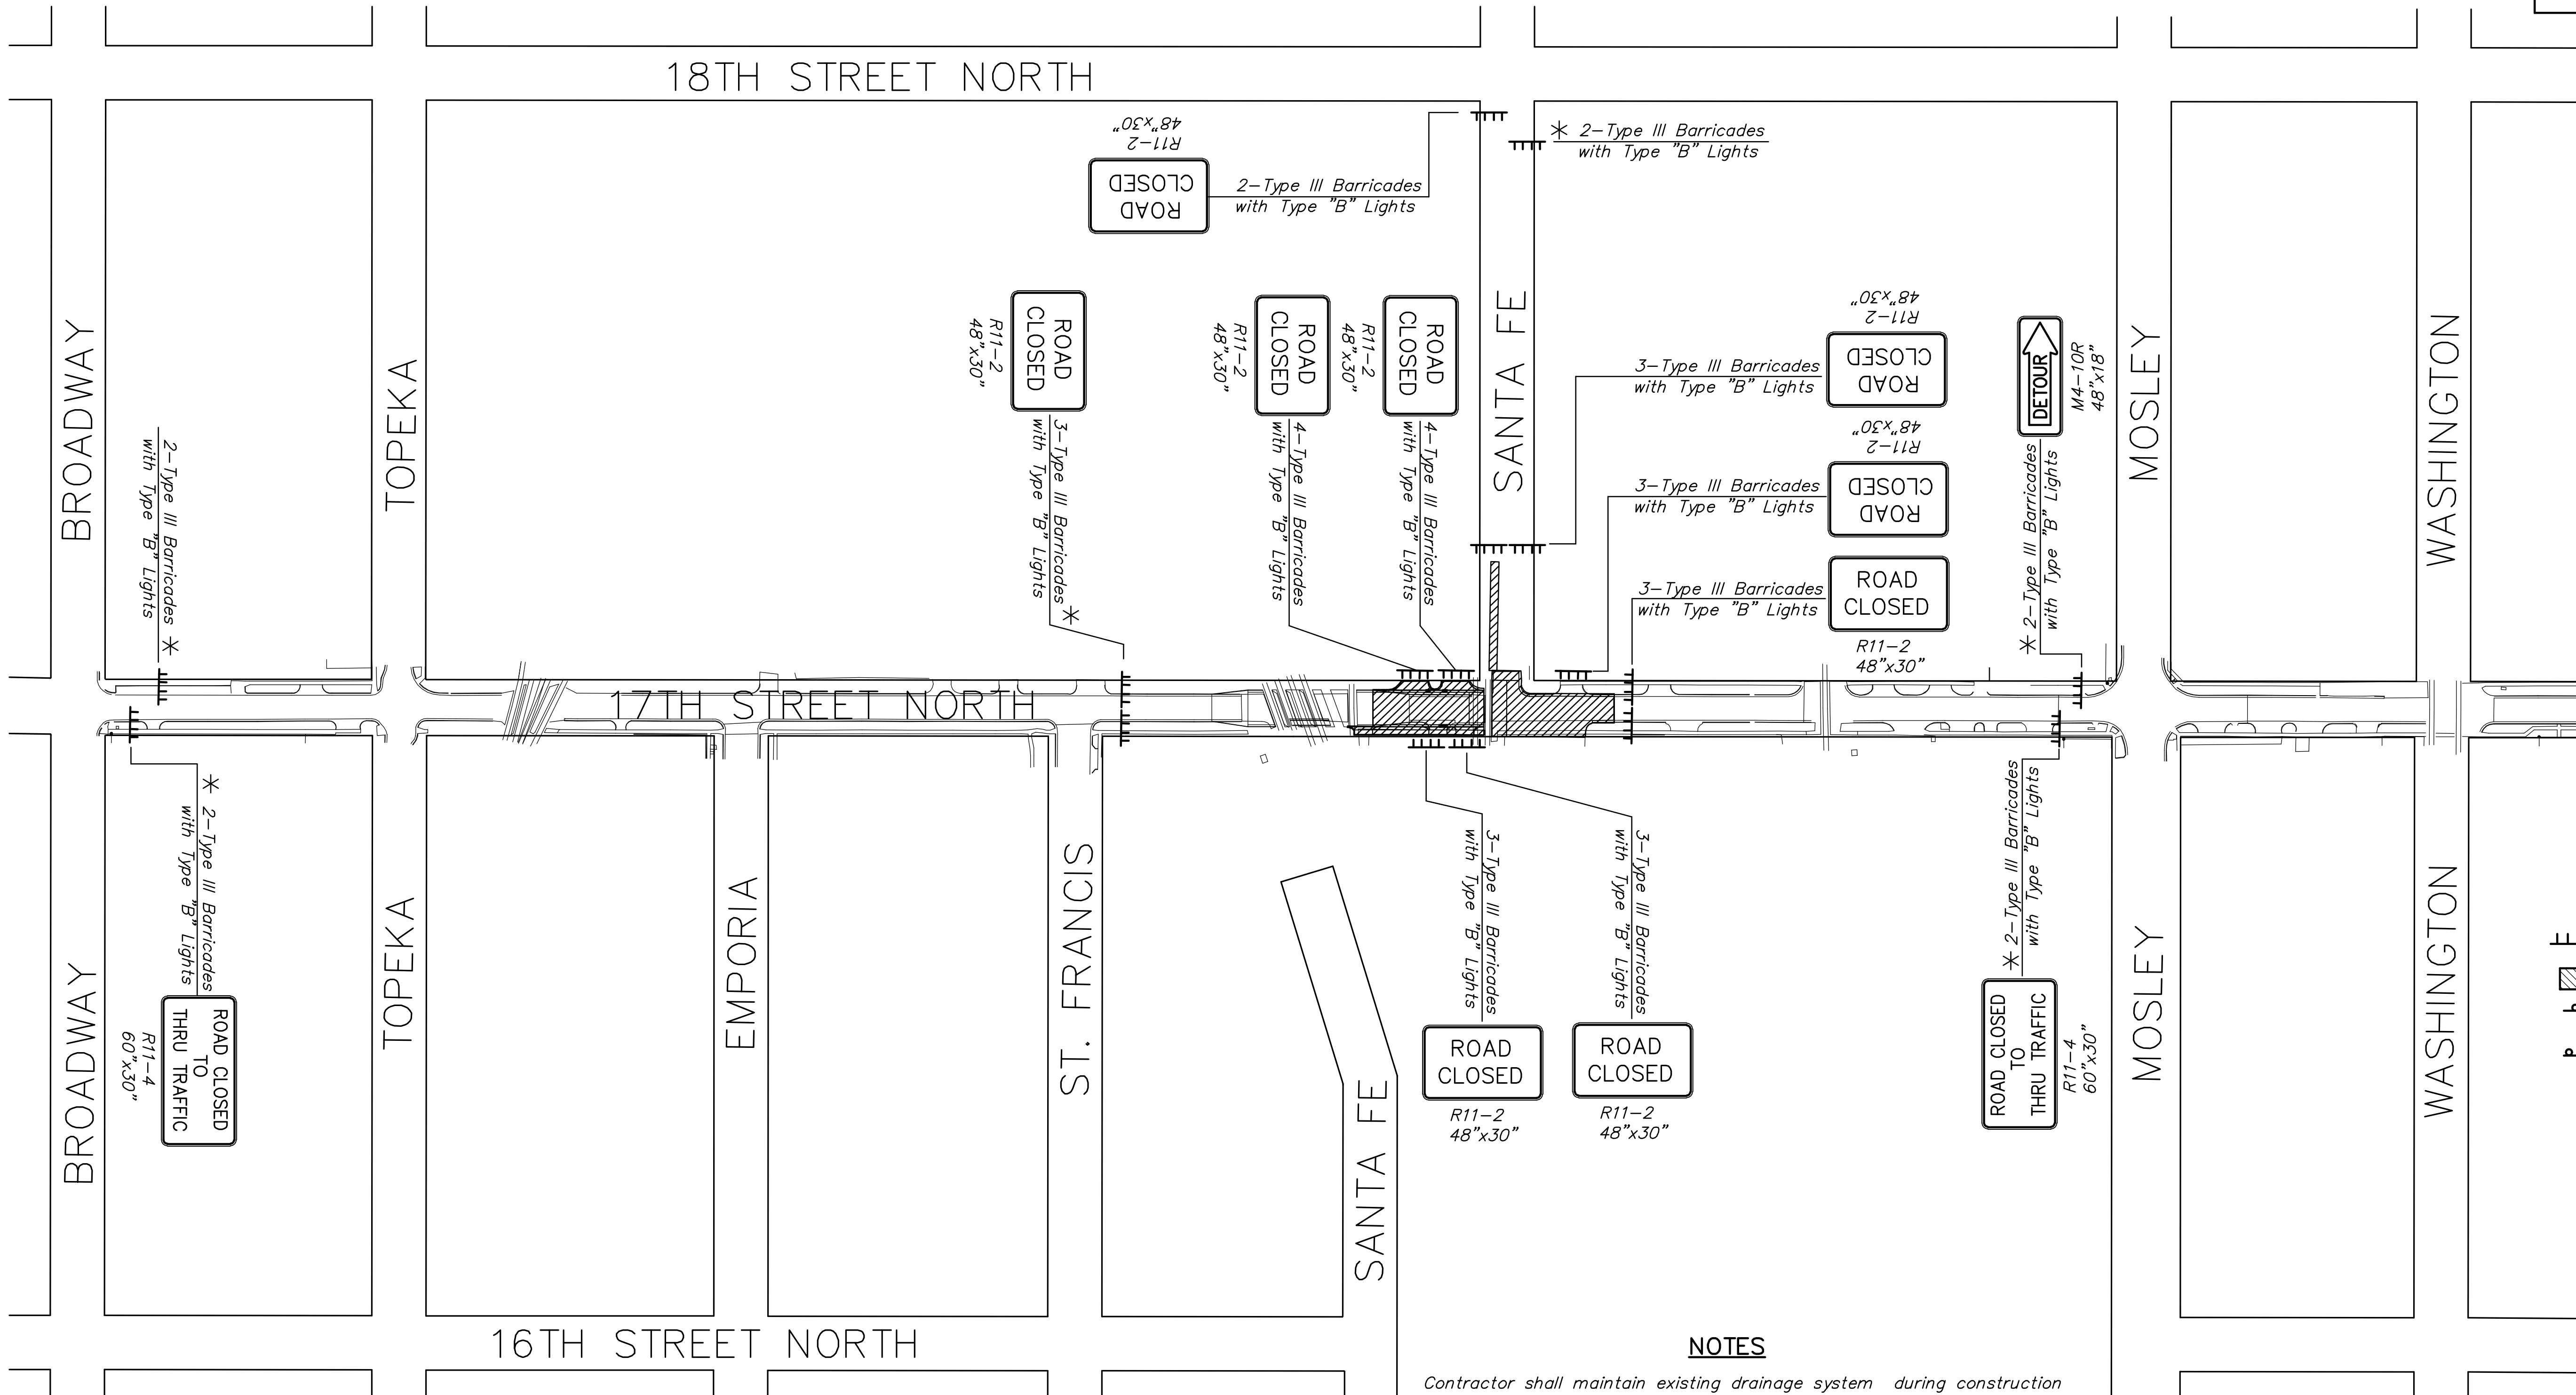 18TH STREET NORTH
R11-2
48"x30"
ROAD
CLOSED
2-Type III Barricades
with Type "B" Lights
* 2-Type III Barricades
with Type "B" Lights
BROADWAY
2-Type III Barricades *
with Type "B" Lights
TOPEKA
ROAD
CLOSED
R11-2
48"x30"
3-Type III Barricades *
with Type "B" Lights
ROAD
CLOSED
R11-2
48"x30"
4-Type III Barricades
with Type "B" Lights
ROAD
CLOSED
R11-2
48"x30"
4-Type III Barricades
with Type "B" Lights
SANTA FE
R11-2
48"x30"
ROAD
CLOSED
3-Type III Barricades
with Type "B" Lights
R11-2
48"x30"
ROAD
CLOSED
3-Type III Barricades
with Type "B" Lights
ROAD
CLOSED
R11-2
48"x30"
3-Type III Barricades
with Type "B" Lights
DETOUR
M4-10R
48"x18"
* 2-Type III Barricades
with Type "B" Lights
MOSLEY
WASHINGTON
17TH STREET NORTH
BROADWAY
* 2-Type III Barricades
with Type "B" Lights
ROAD CLOSED
TO
THRU TRAFFIC
R11-4
60"x30"
TOPEKA
EMPORIA
ST. FRANCIS
SANTA FE
3-Type III Barricades
with Type "B" Lights
ROAD
CLOSED
R11-2
48"x30"
3-Type III Barricades
with Type "B" Lights
ROAD
CLOSED
R11-2
48"x30"
* 2-Type III Barricades
with Type "B" Lights
ROAD CLOSED
TO
THRU TRAFFIC
R11-4
60"x30"
MOSLEY
WASHINGTON
16TH STREET NORTH
NOTES
Contractor shall maintain existing drainage system during construction